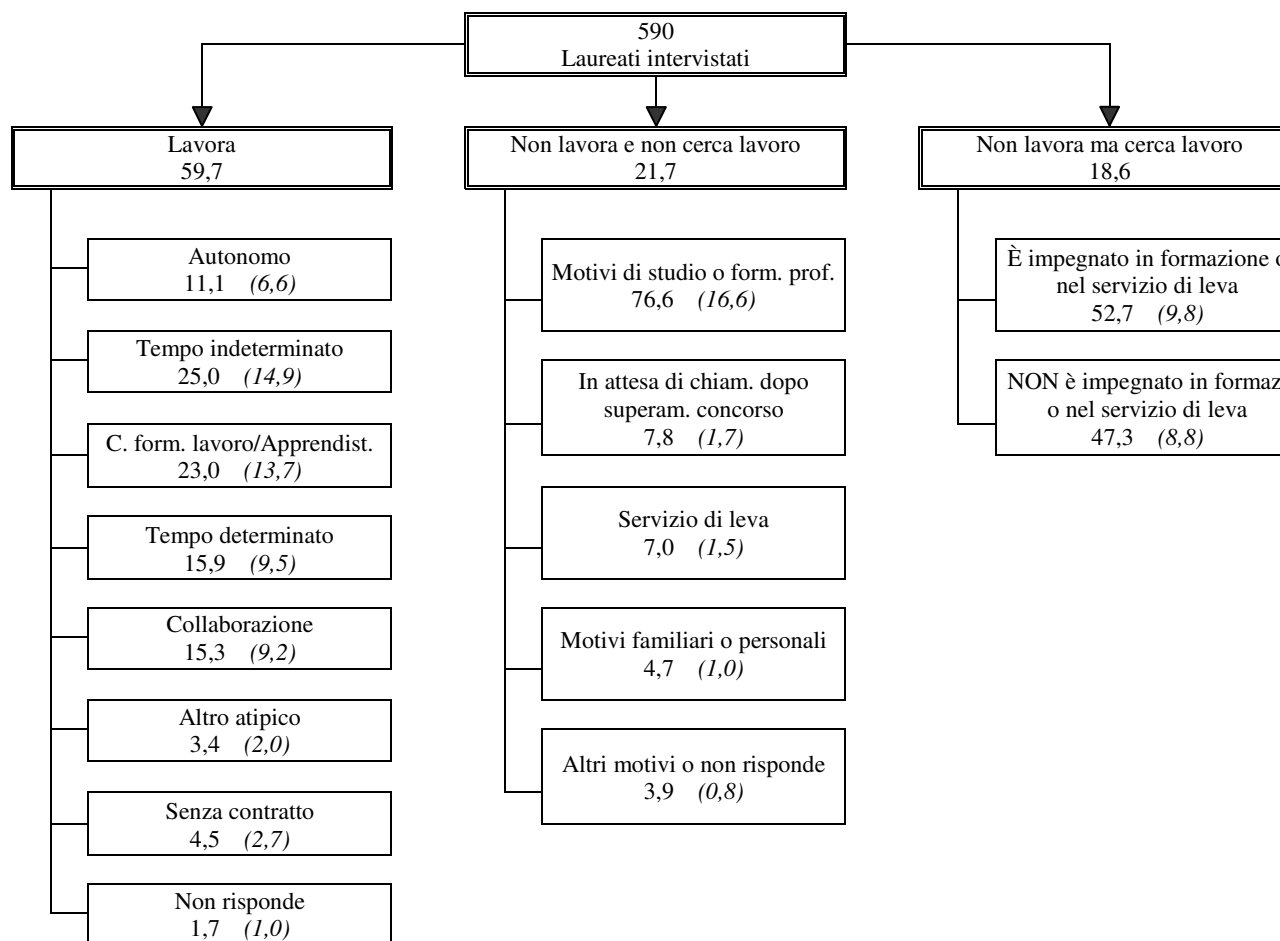 590
Laureati intervistati
Lavora
59,7
Autonomo
11,1 (6,6)
Tempo indeterminato
25,0 (14,9)
C. form. lavoro/Apprendist.
23,0 (13,7)
Tempo determinato
15,9 (9,5)
Collaborazione
15,3 (9,2)
Altro atipico
3,4 (2,0)
Senza contratto
4,5 (2,7)
Non risponde
1,7 (1,0)
Non lavora e non cerca lavoro
21,7
Motivi di studio o form. prof.
76,6 (16,6)
In attesa di chiam. dopo
superam. concorso
7,8 (1,7)
Servizio di leva
7,0 (1,5)
Motivi familiari o personali
4,7 (1,0)
Altri motivi o non risponde
3,9 (0,8)
Non lavora ma cerca lavoro
18,6
È impegnato in formazione o
nel servizio di leva
52,7 (9,8)
NON è impegnato in formaz
o nel servizio di leva
47,3 (8,8)